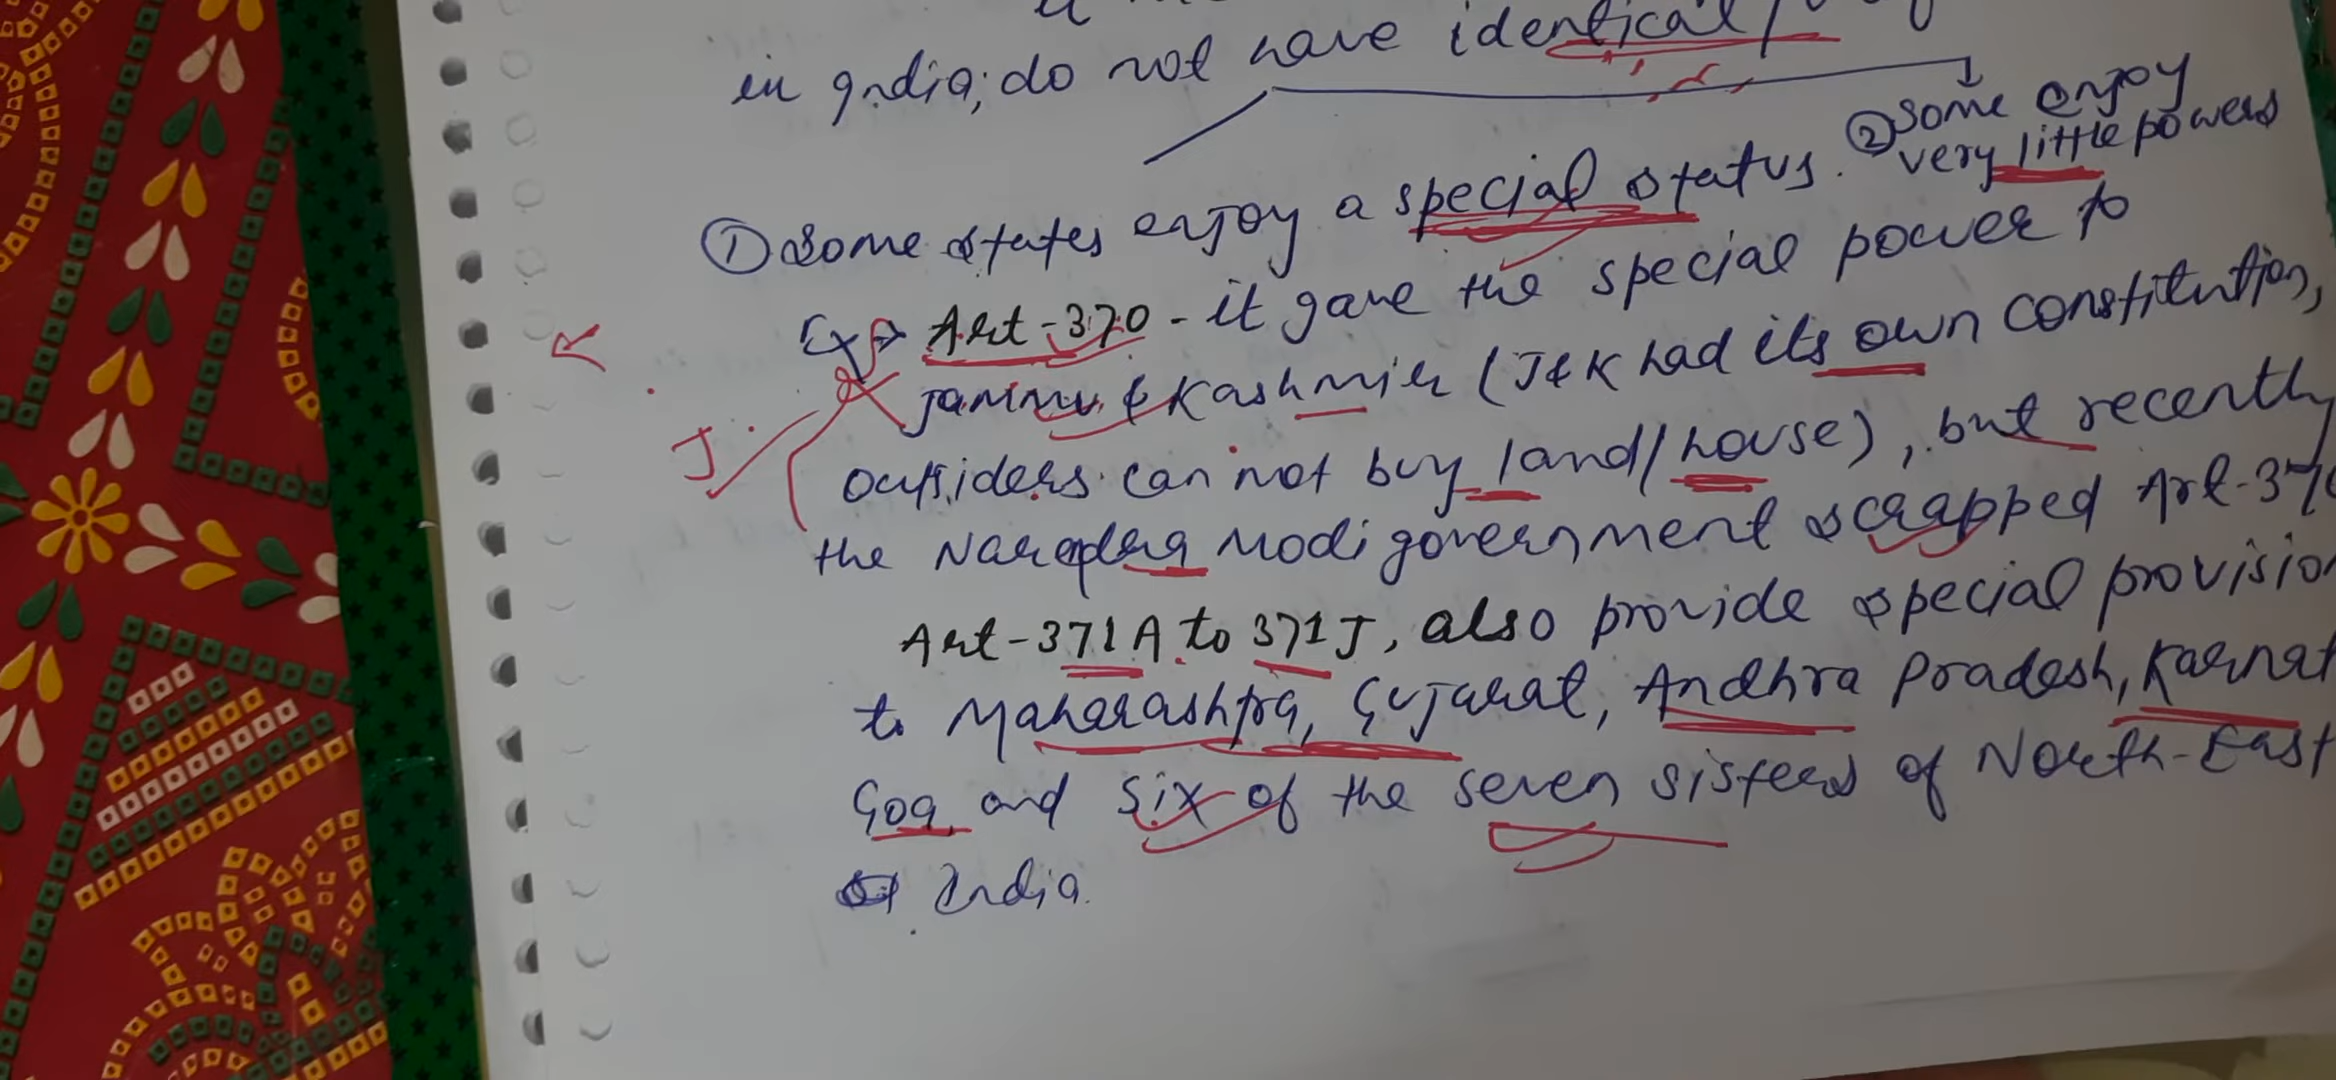 in India; do not have identical
① Some states enjoy a special status. ② Some enjoy
very little powers
Ex → Art-370 - it gave the special power to
Jammu & Kashmir (J&K had its own constitution,
outsiders can not buy land/house), but recently
the Narendra Modi government scrapped Art-370
Art-371A to 371J, also provide special provision
to Maharashtra, Gujarat, Andhra Pradesh, Karnat
Goa and six of the seven sisters of North-East
India.
J